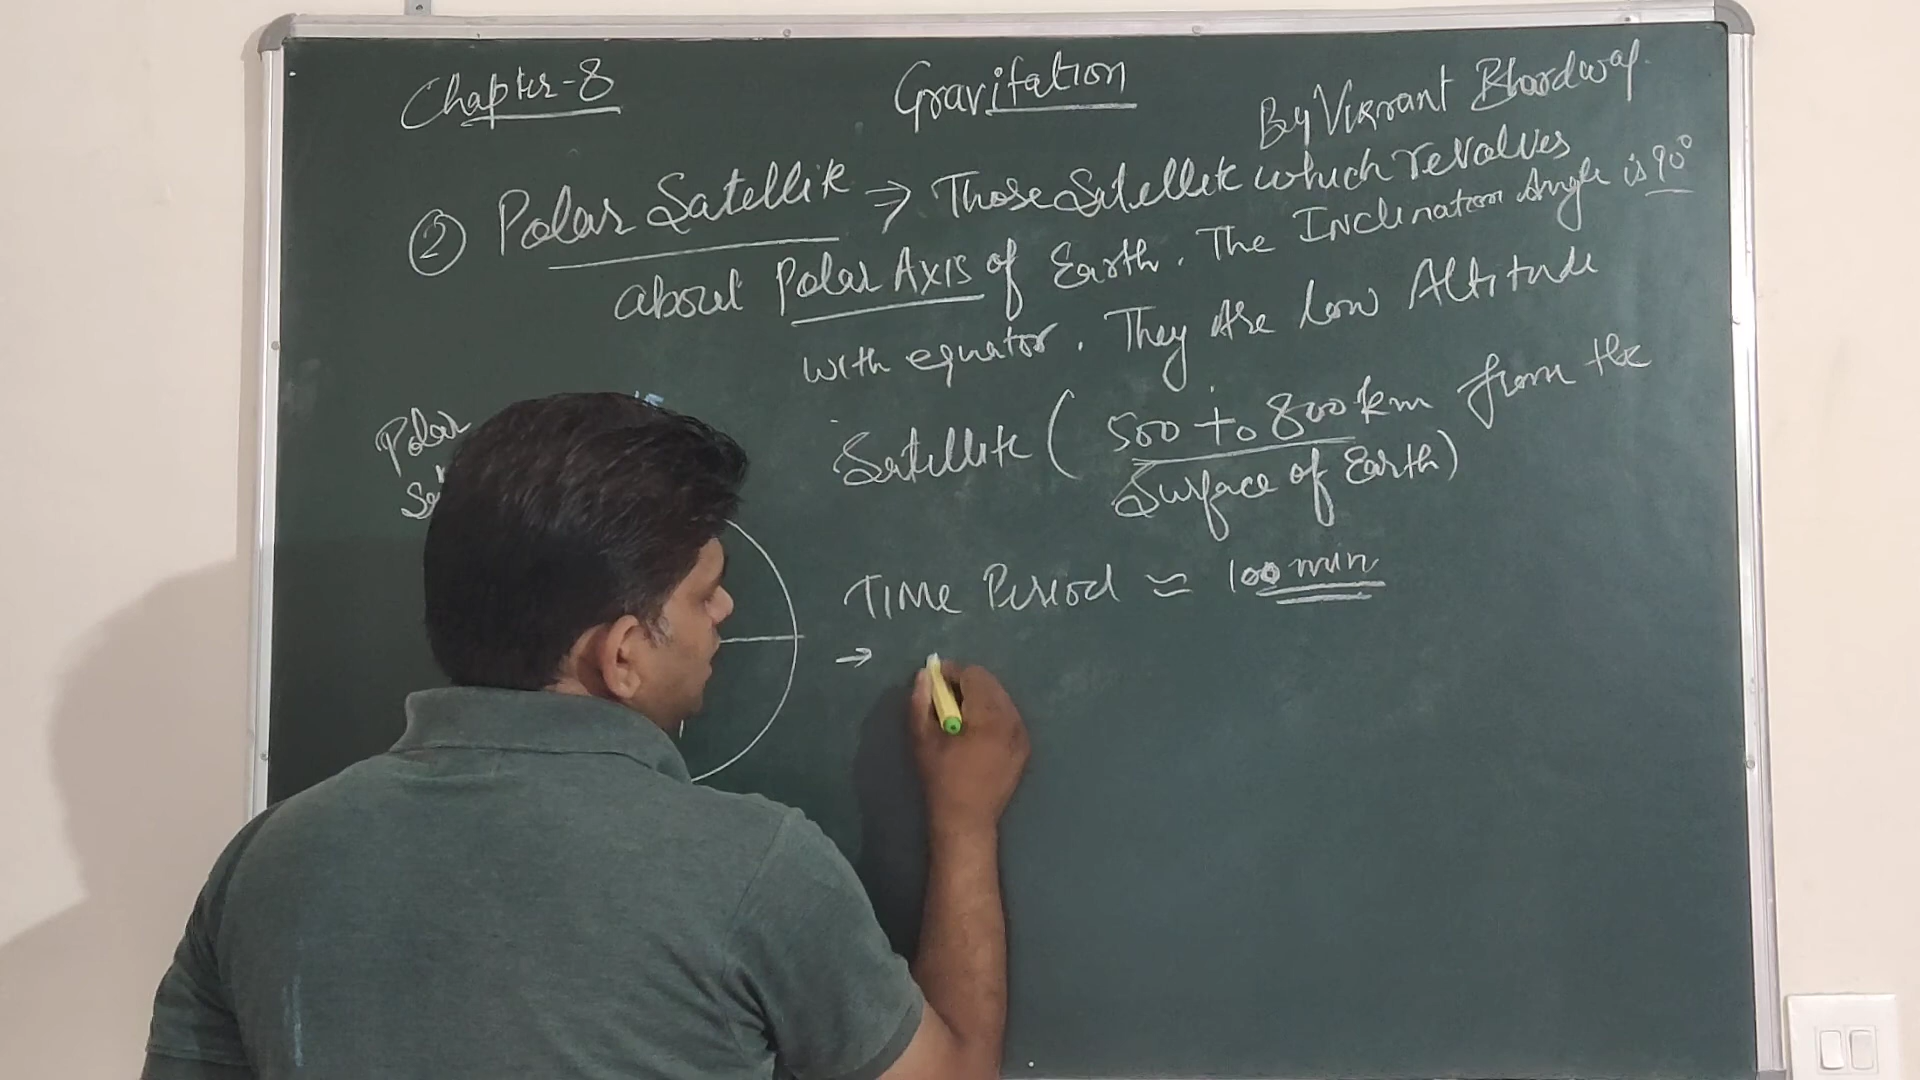 Chapter-8
Gravitation
By Vikrant Bhardwaj.
② Polar Satellite → Those Satellite which revolves
about Polar Axis of Earth. The Inclination Angle is 90°
with equator. They Are Low Altitude
Satellite ( 500 to 800 km from the
Surface of Earth)
Polar
Time Period ≃ 100 min
→